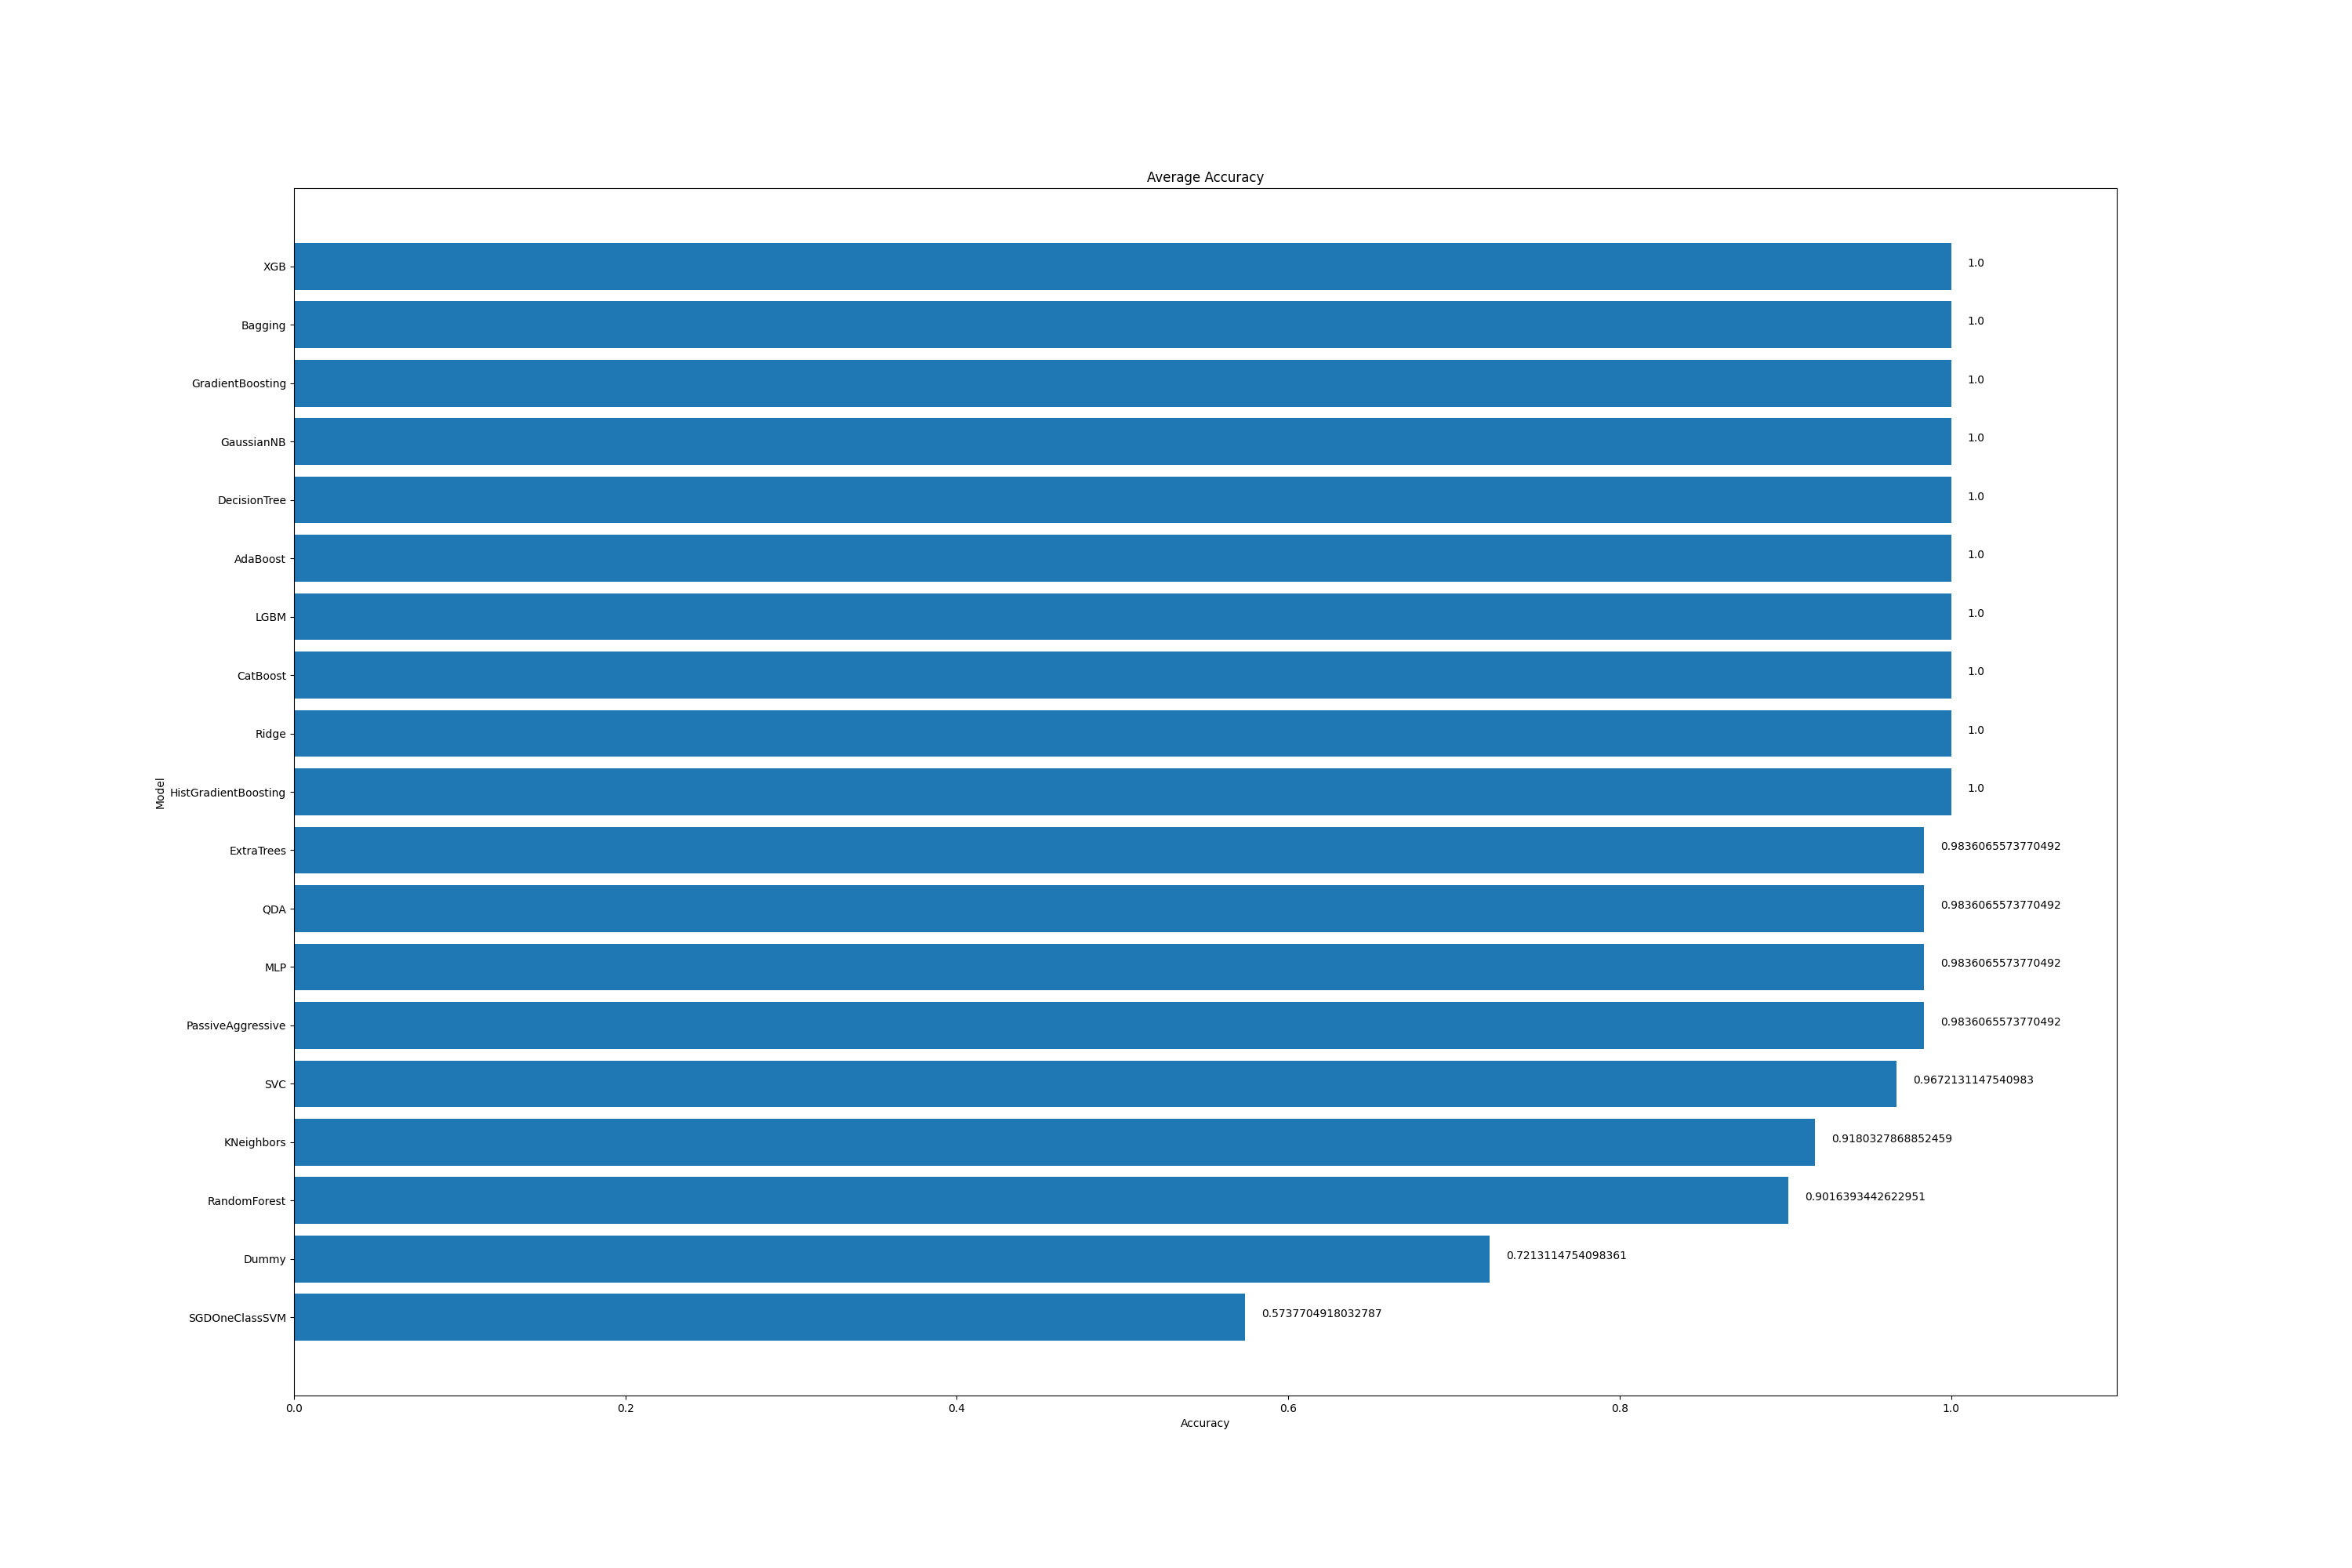 Average Accuracy
XGB 1.0
Bagging 1.0
GradientBoosting 1.0
GaussianNB 1.0
DecisionTree 1.0
AdaBoost 1.0
LGBM 1.0
CatBoost 1.0
Ridge 1.0
Model
HistGradientBoosting 1.0
ExtraTrees 0.9836065573770492
QDA 0.9836065573770492
MLP 0.9836065573770492
PassiveAggressive 0.9836065573770492
SVC 0.9672131147540983
KNeighbors 0.9180327868852459
RandomForest 0.9016393442622951
Dummy 0.7213114754098361
SGDOneClassSVM 0.5737704918032787
0.0 0.2 0.4 0.6 0.8 1.0
Accuracy